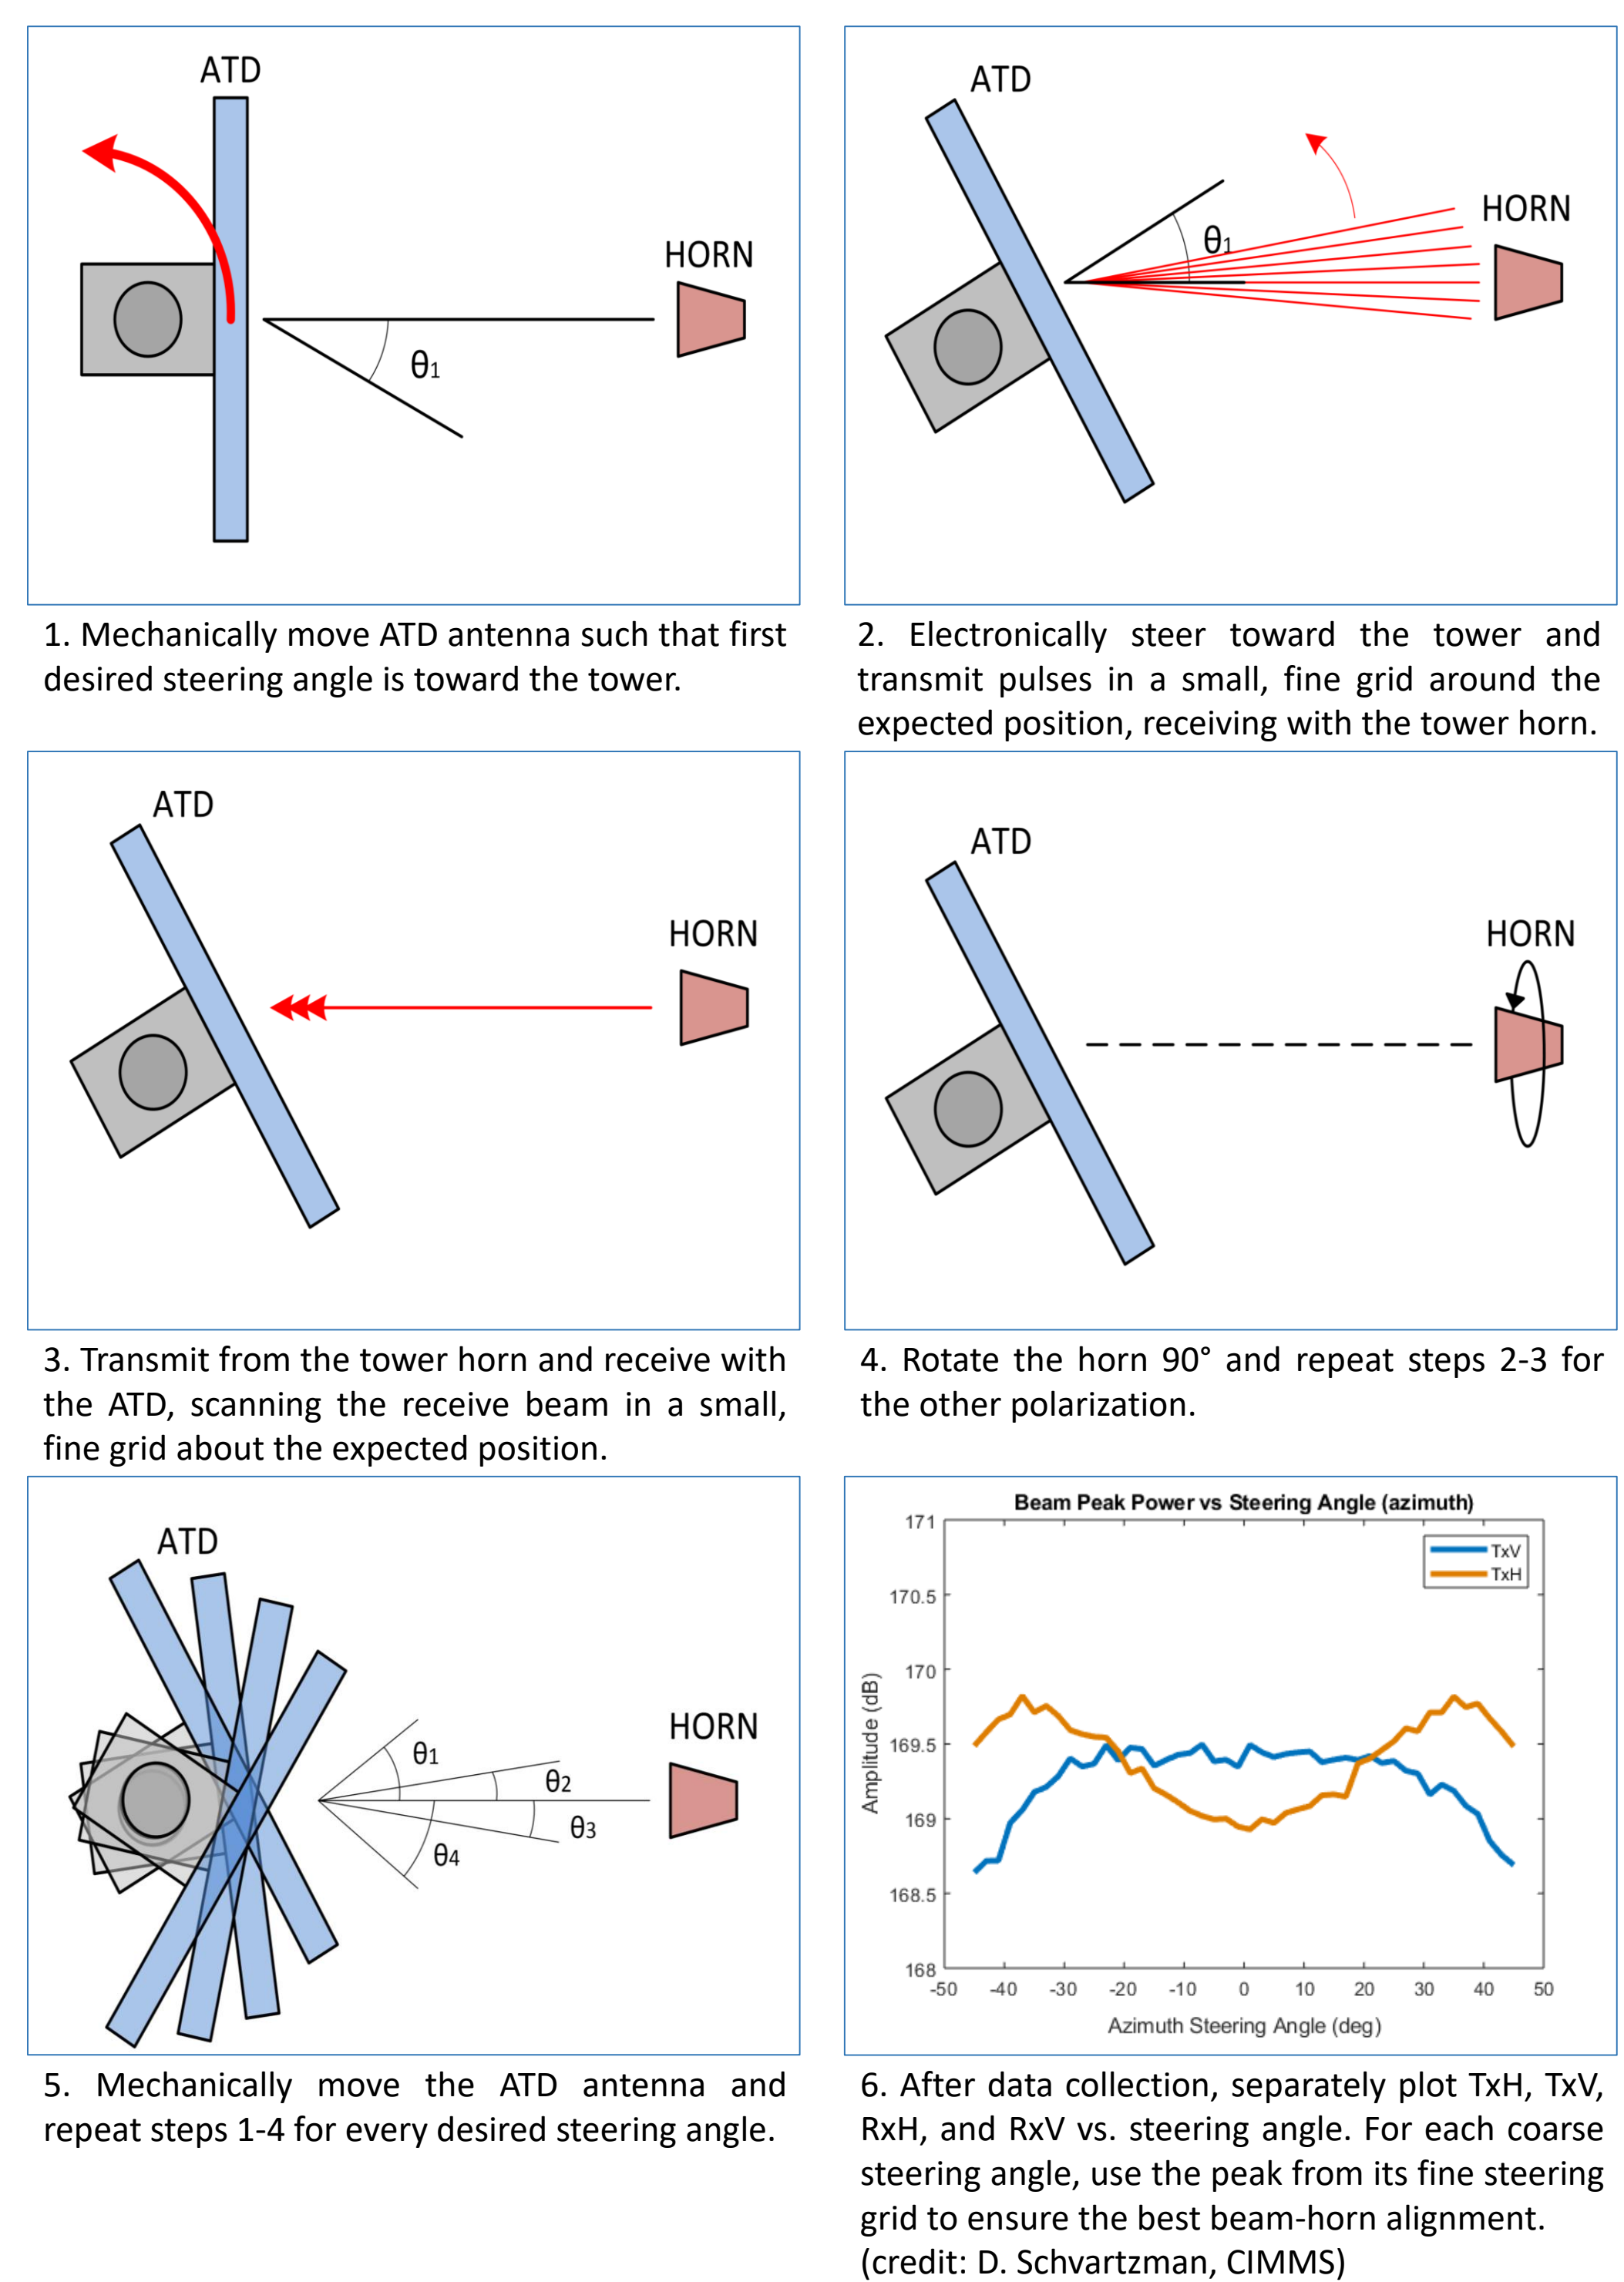 ATD
HORN
θ1
1. Mechanically move ATD antenna such that first
desired steering angle is toward the tower.
ATD
HORN
θ1
2. Electronically steer toward the tower and
transmit pulses in a small, fine grid around the
expected position, receiving with the tower horn.
ATD
HORN
3. Transmit from the tower horn and receive with
the ATD, scanning the receive beam in a small,
fine grid about the expected position.
ATD
HORN
4. Rotate the horn 90° and repeat steps 2-3 for
the other polarization.
ATD
HORN
θ1
θ2
θ3
θ4
5. Mechanically move the ATD antenna and
repeat steps 1-4 for every desired steering angle.
Beam Peak Power vs Steering Angle (azimuth)
171
170.5
170
169.5
169
168.5
168
Amplitude (dB)
TxV
TxH
-50 -40 -30 -20 -10 0 10 20 30 40 50
Azimuth Steering Angle (deg)
6. After data collection, separately plot TxH, TxV,
RxH, and RxV vs. steering angle. For each coarse
steering angle, use the peak from its fine steering
grid to ensure the best beam-horn alignment.
(credit: D. Schvartzman, CIMMS)